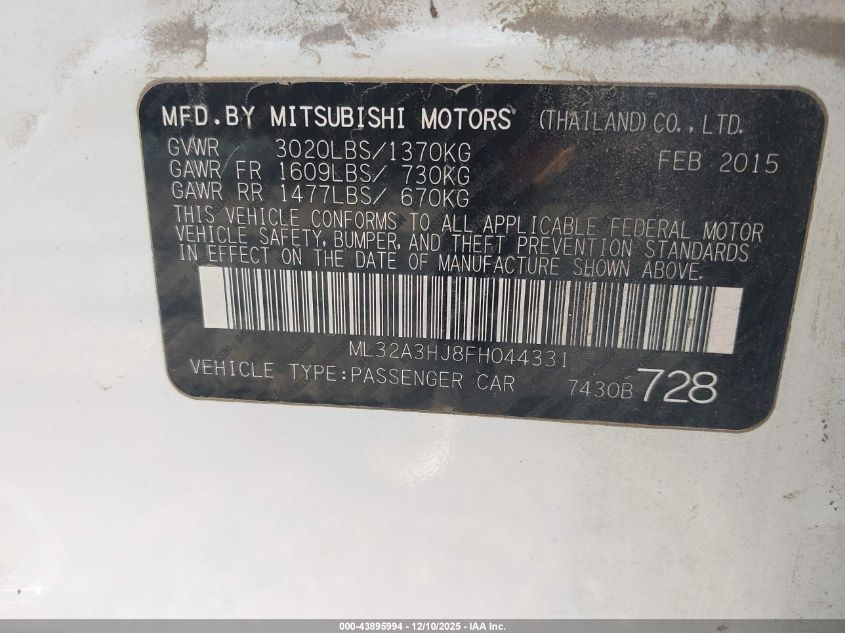 MFD.BY MITSUBISHI MOTORS (THAILAND) CO., LTD.
GVWR 3020LBS/1370KG FEB 2015
GAWR FR 1609LBS/ 730KG
GAWR RR 1477LBS/ 670KG
THIS VEHICLE CONFORMS TO ALL APPLICABLE FEDERAL MOTOR
VEHICLE SAFETY, BUMPER, AND THEFT PREVENTION STANDARDS
IN EFFECT ON THE DATE OF MANUFACTURE SHOWN ABOVE.
ML32A3HJ8FH044331
VEHICLE TYPE:PASSENGER CAR 7430B 728
000-43895994 - 12/10/2025 - IAA Inc.